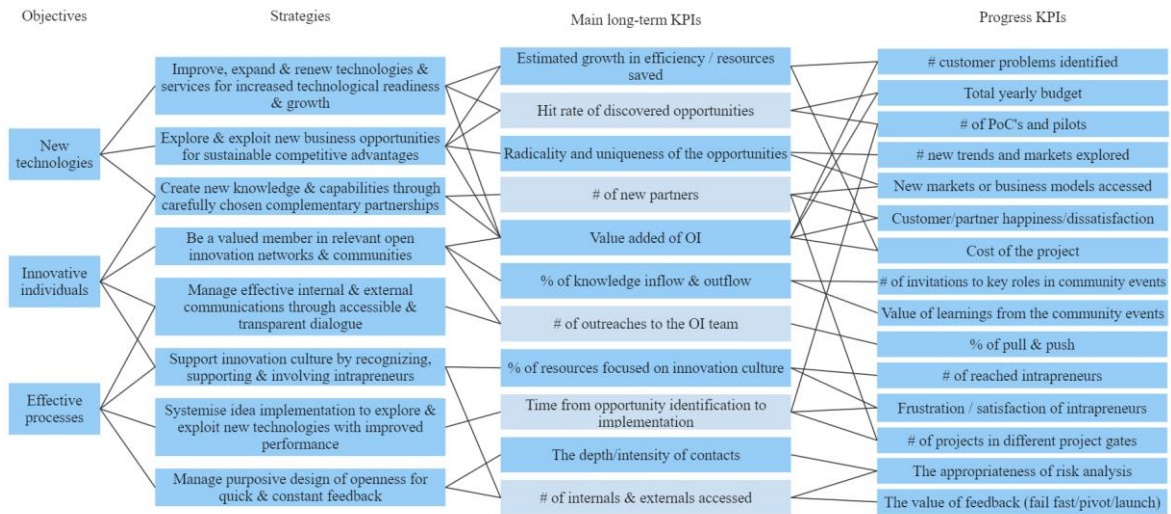 Objectives
Strategies
Main long-term KPIs
Progress KPIs
New
technologies
Innovative
individuals
Effective
processes
Improve, expand & renew technologies &
services for increased technological readiness
& growth
Explore & exploit new business opportunities
for sustainable competitive advantages
Create new knowledge & capabilities through
carefully chosen complementary partnerships
Be a valued member in relevant open
innovation networks & communities
Manage effective internal & external
communications through accessible &
transparent dialogue
Support innovation culture by recognizing,
supporting & involving intrapreneurs
Systemise idea implementation to explore &
exploit new technologies with improved
performance
Manage purposive design of openness for
quick & constant feedback
Estimated growth in efficiency / resources
saved
Hit rate of discovered opportunities
Radicality and uniqueness of the opportunities
# of new partners
Value added of OI
% of knowledge inflow & outflow
# of outreaches to the OI team
% of resources focused on innovation culture
Time from opportunity identification to
implementation
The depth/intensity of contacts
# of internals & externals accessed
# customer problems identified
Total yearly budget
# of PoC's and pilots
# new trends and markets explored
New markets or business models accessed
Customer/partner happiness/dissatisfaction
Cost of the project
# of invitations to key roles in community events
Value of learnings from the community events
% of pull & push
# of reached intrapreneurs
Frustration / satisfaction of intrapreneurs
# of projects in different project gates
The appropriateness of risk analysis
The value of feedback (fail fast/pivot/launch)